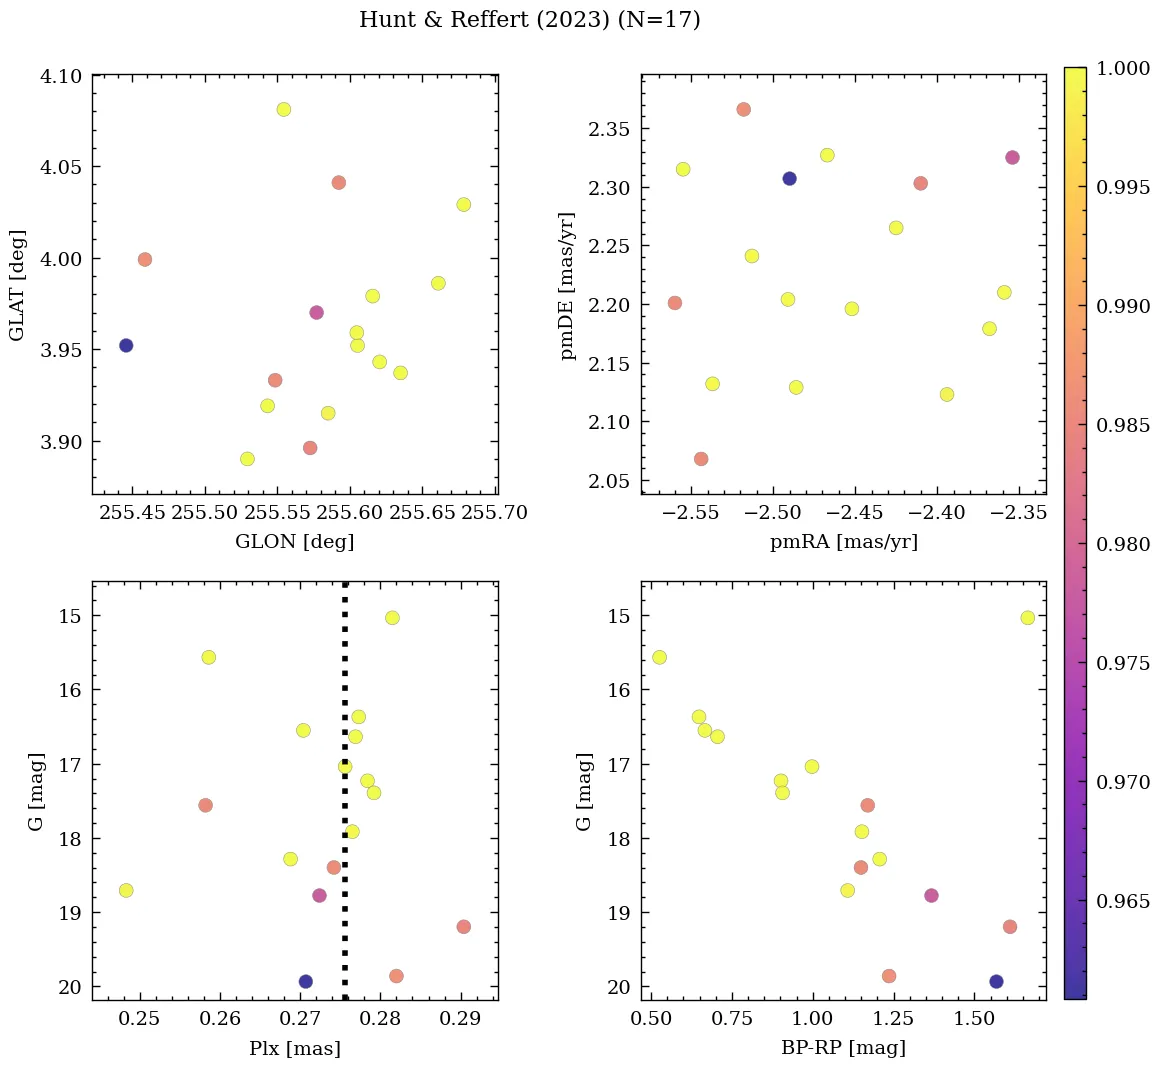 Hunt & Reffert (2023) (N=17)
4.10
4.05
4.00
3.95
3.90
GLAT [deg]
255.45 255.50 255.55 255.60 255.65 255.70
GLON [deg]
2.35
2.30
2.25
2.20
2.15
2.10
2.05
pmDE [mas/yr]
−2.55 −2.50 −2.45 −2.40 −2.35
pmRA [mas/yr]
15
16
17
18
19
20
G [mag]
0.25 0.26 0.27 0.28 0.29
Plx [mas]
15
16
17
18
19
20
G [mag]
0.50 0.75 1.00 1.25 1.50
BP-RP [mag]
1.000
0.995
0.990
0.985
0.980
0.975
0.970
0.965